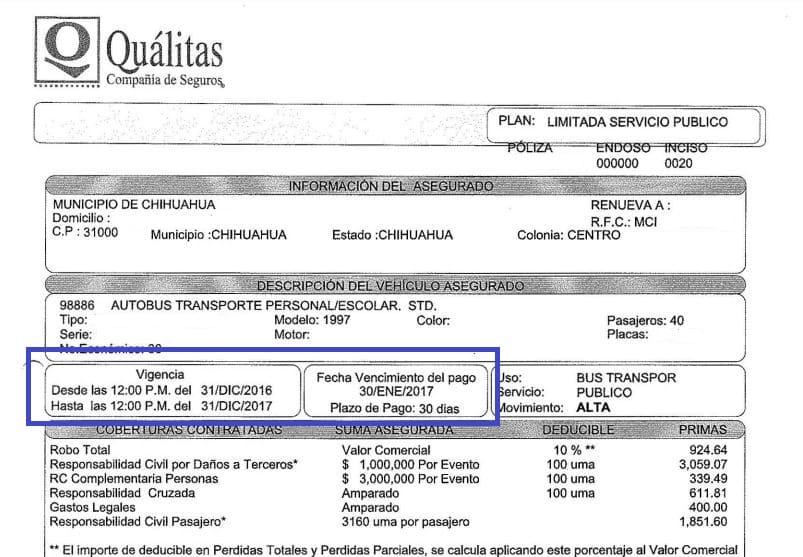 Quálitas
Compañía de Seguros
PLAN: LIMITADA SERVICIO PUBLICO
PÓLIZA ENDOSO INCISO
000000 0020
INFORMACIÓN DEL ASEGURADO
MUNICIPIO DE CHIHUAHUA RENUEVA A :
Domicilio : R.F.C.: MCI
C.P : 31000 Municipio :CHIHUAHUA Estado :CHIHUAHUA Colonia: CENTRO
DESCRIPCIÓN DEL VEHÍCULO ASEGURADO
98886 AUTOBUS TRANSPORTE PERSONAL/ESCOLAR. STD.
Tipo: Modelo: 1997 Color: Pasajeros: 40
Serie: Motor: Placas:
No.Económico:
Vigencia
Desde las 12:00 P.M. del 31/DIC/2016
Hasta las 12:00 P.M. del 31/DIC/2017
Fecha Vencimiento del pago
30/ENE/2017
Plazo de Pago: 30 dias
Uso: BUS TRANSPOR
Servicio: PUBLICO
Movimiento: ALTA
COBERTURAS CONTRATADAS SUMA ASEGURADA DEDUCIBLE PRIMAS
Robo Total Valor Comercial 10 % ** 924.64
Responsabilidad Civil por Daños a Terceros* $ 1,000,000 Por Evento 100 uma 3,059.07
RC Complementaria Personas $ 3,000,000 Por Evento 100 uma 339.49
Responsabilidad Cruzada Amparado 100 uma 611.81
Gastos Legales Amparado 400.00
Responsabilidad Civil Pasajero* 3160 uma por pasajero 1,851.60
** El importe de deducible en Perdidas Totales y Perdidas Parciales, se calcula aplicando este porcentaje al Valor Comercial